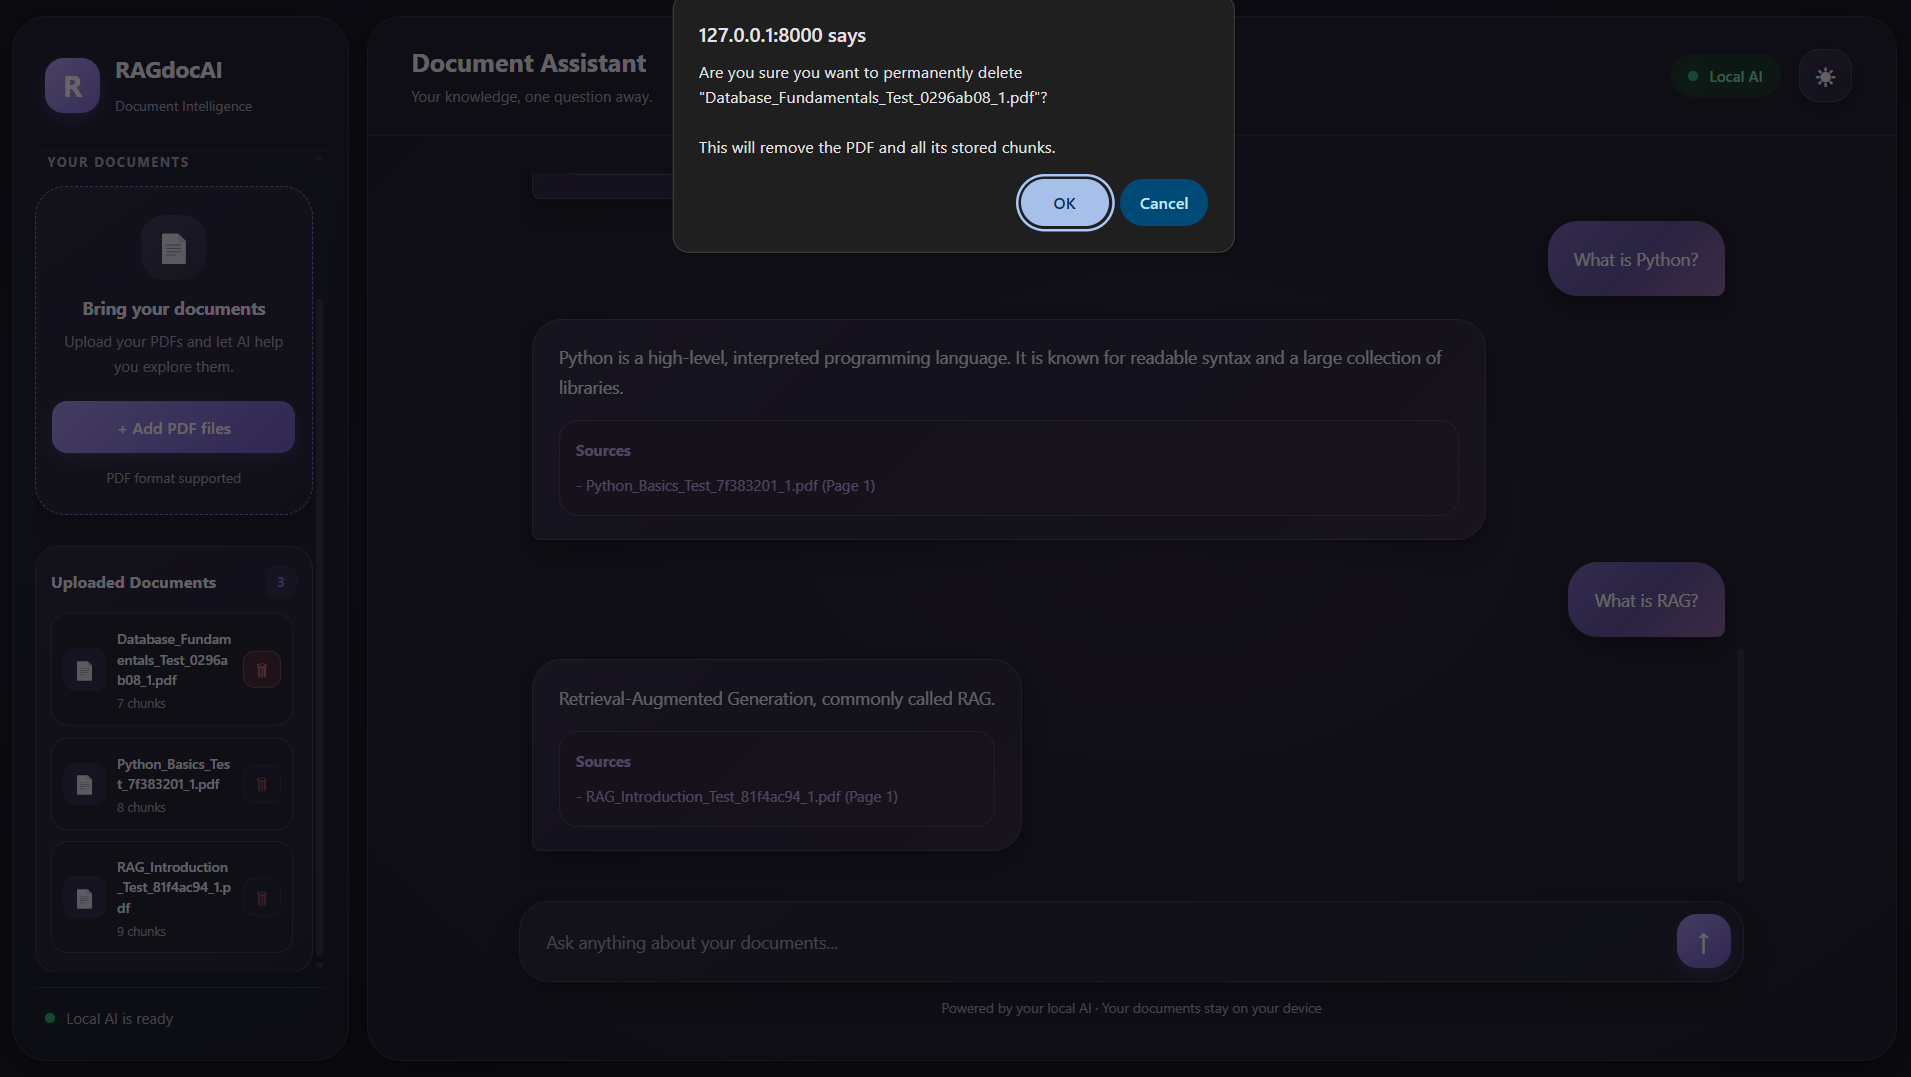 127.0.0.1:8000 says
Are you sure you want to permanently delete
"Database_Fundamentals_Test_0296ab08_1.pdf"?
This will remove the PDF and all its stored chunks.
OK
Cancel
R
RAGdocAI
Document Intelligence
YOUR DOCUMENTS
Bring your documents
Upload your PDFs and let AI help
you explore them.
+ Add PDF files
PDF format supported
Uploaded Documents
3
Database_Fundam
entals_Test_0296a
b08_1.pdf
7 chunks
Python_Basics_Tes
t_7f383201_1.pdf
8 chunks
RAG_Introduction
_Test_81f4ac94_1.p
df
9 chunks
Local AI is ready
Document Assistant
Your knowledge, one question away.
Local AI
What is Python?
Python is a high-level, interpreted programming language. It is known for readable syntax and a large collection of
libraries.
Sources
- Python_Basics_Test_7f383201_1.pdf (Page 1)
What is RAG?
Retrieval-Augmented Generation, commonly called RAG.
Sources
- RAG_Introduction_Test_81f4ac94_1.pdf (Page 1)
Ask anything about your documents...
↑
Powered by your local AI · Your documents stay on your device